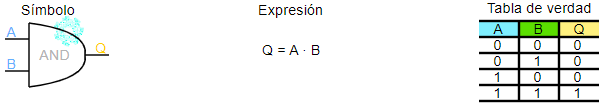 Símbolo
A
B
AND
Q
Expresión
Q = A · B
Tabla de verdad
A B Q
0 0 0
0 1 0
1 0 0
1 1 1